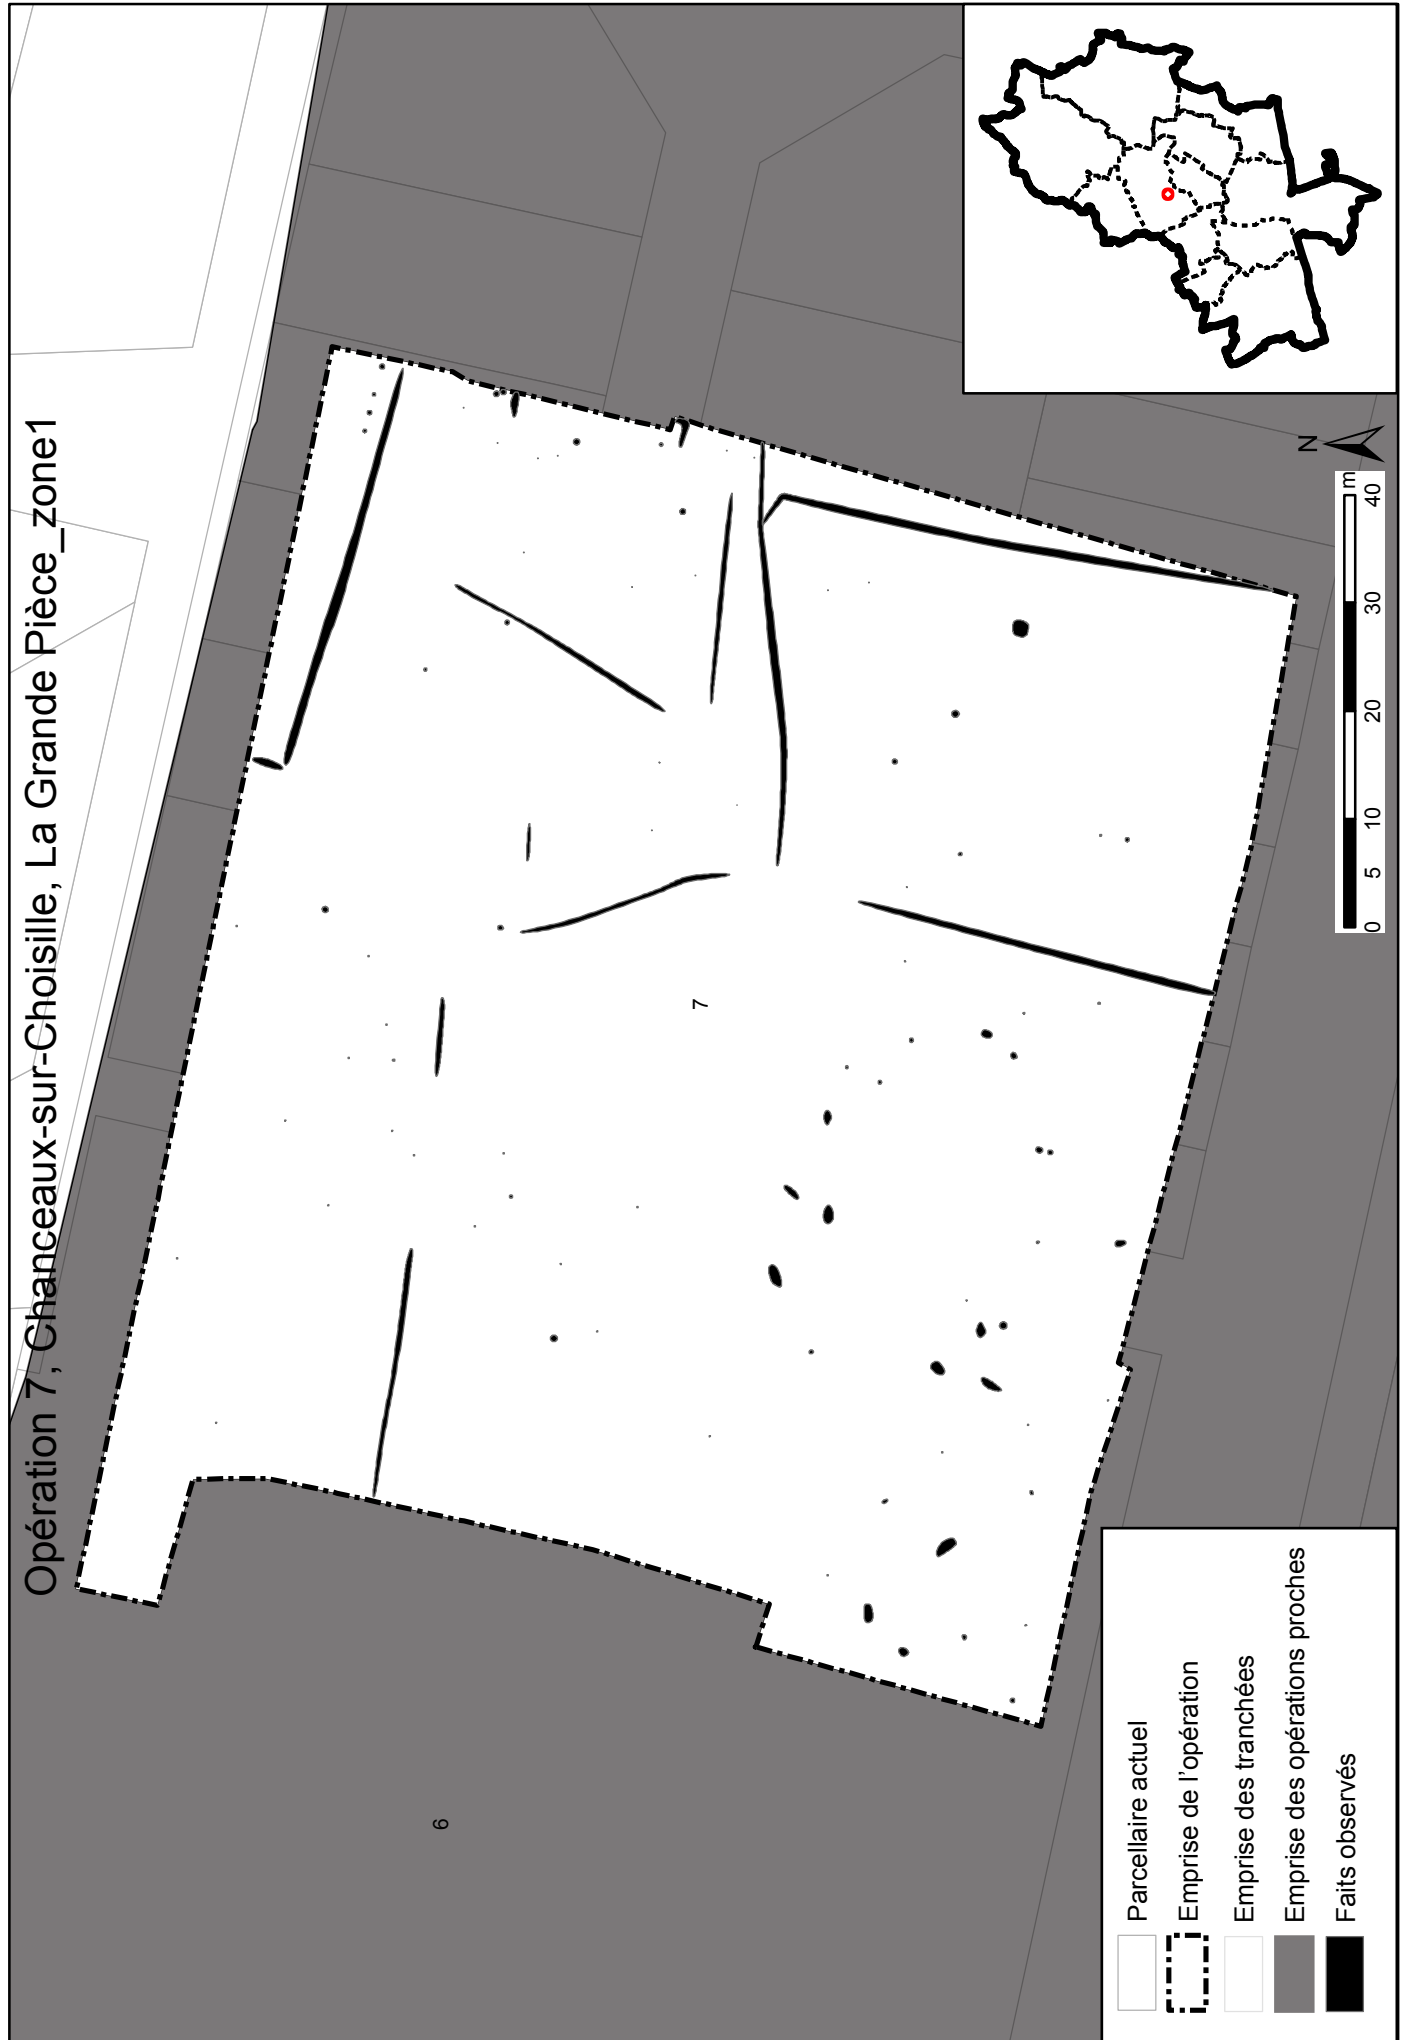 Opération 7, Chanceaux-sur-Choisille, La Grande Pièce_zone1
6
7
Parcellaire actuel
Emprise de l'opération
Emprise des tranchées
Emprise des opérations proches
Faits observés
0 5 10 20 30 40
m
N